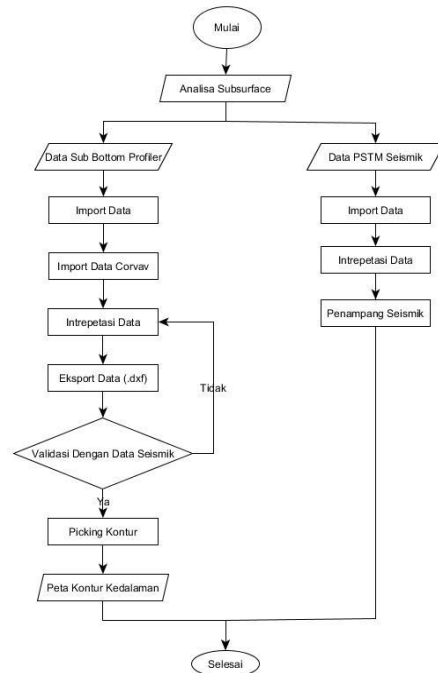 Mulai
Analisa Subsurface
Data Sub Bottom Profiler
Data PSTM Seismik
Import Data
Import Data
Import Data Corvav
Intrepetasi Data
Intrepetasi Data
Penampang Seismik
Eksport Data (.dxf)
Tidak
Validasi Dengan Data Seismik
Ya
Picking Kontur
Peta Kontur Kedalaman
Selesai